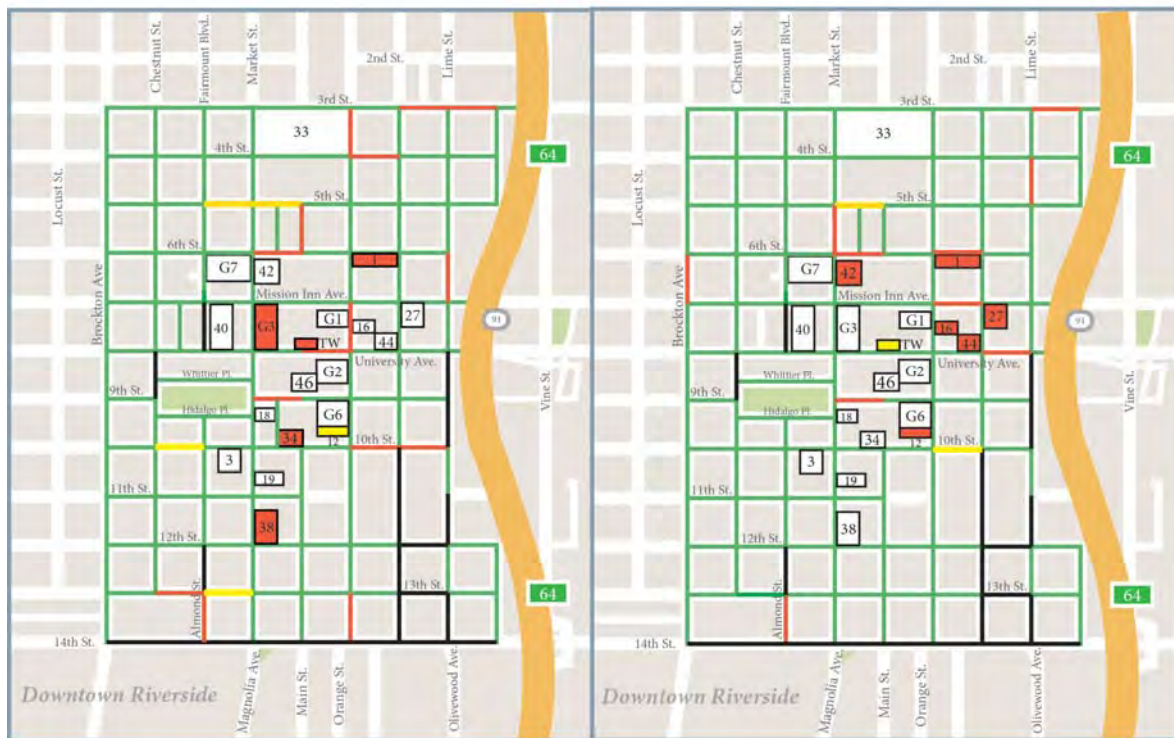 Chestnut St.
Fairmount Blvd.
Market St.
2nd St.
Lime St.
3rd St.
33
4th St.
64
Locust St.
5th St.
6th St.
G7
42
1
Mission Inn Ave.
Brockton Ave
40
G3
G1
16
27
91
TW
44
University Ave.
Whittier Pl.
G2
9th St.
46
Vine St.
Hidalgo Pl.
18
G6
34
12
10th St.
3
19
11th St.
38
12th St.
Almond St.
13th St.
64
14th St.
Downtown Riverside
Magnolia Ave.
Main St.
Orange St.
Olivewood Ave.
Chestnut St.
Fairmount Blvd.
Market St.
2nd St.
Lime St.
3rd St.
33
4th St.
64
Locust St.
5th St.
6th St.
G7
42
1
Mission Inn Ave.
Brockton Ave
40
G3
G1
16
27
91
TW
44
University Ave.
Whittier Pl.
G2
9th St.
46
Vine St.
Hidalgo Pl.
18
G6
34
12
10th St.
3
19
11th St.
38
12th St.
Almond St.
13th St.
64
14th St.
Downtown Riverside
Magnolia Ave.
Main St.
Orange St.
Olivewood Ave.